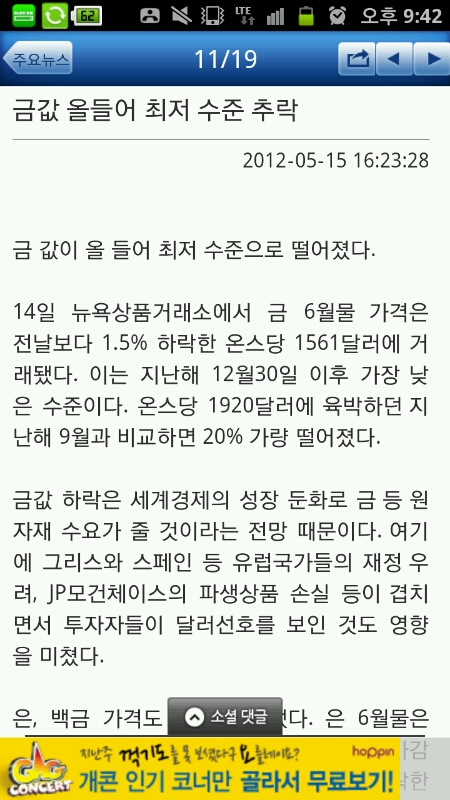 62
LTE
오후 9:42
주요뉴스
11/19
금값 올들어 최저 수준 추락
2012-05-15 16:23:28
금 값이 올 들어 최저 수준으로 떨어졌다.
14일 뉴욕상품거래소에서 금 6월물 가격은
전날보다 1.5% 하락한 온스당 1561달러에 거
래됐다. 이는 지난해 12월30일 이후 가장 낮
은 수준이다. 온스당 1920달러에 육박하던 지
난해 9월과 비교하면 20% 가량 떨어졌다.
금값 하락은 세계경제의 성장 둔화로 금 등 원
자재 수요가 줄 것이라는 전망 때문이다. 여기
에 그리스와 스페인 등 유럽국가들의 재정 우
려, JP모건체이스의 파생상품 손실 등이 겹치
면서 투자자들이 달러선호를 보인 것도 영향
을 미쳤다.
은, 백금 가격도
다. 은 6월물은
소셜 댓글
GAG CONCERT
지난주 꺽기도를 못 보셨다구요
hoppin
개콘 인기 코너만 골라서 무료보기!